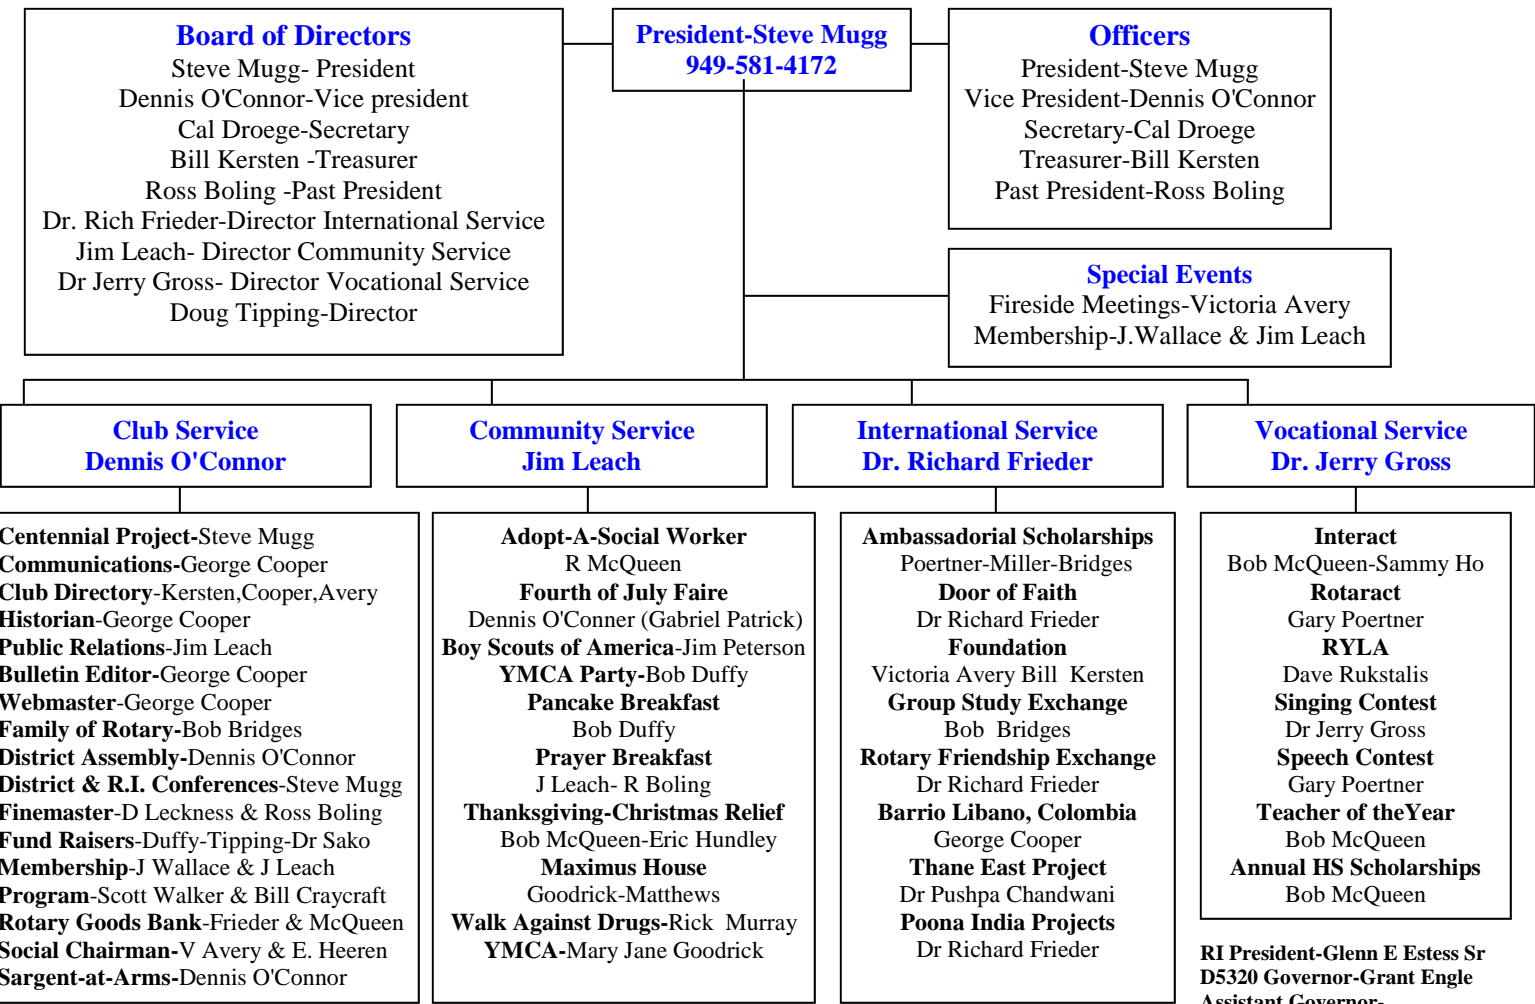 Board of Directors
Steve Mugg- President
Dennis O'Connor-Vice president
Cal Droege-Secretary
Bill Kersten -Treasurer
Ross Boling -Past President
Dr. Rich Frieder-Director International Service
Jim Leach- Director Community Service
Dr Jerry Gross- Director Vocational Service
Doug Tipping-Director
President-Steve Mugg
949-581-4172
Officers
President-Steve Mugg
Vice President-Dennis O'Connor
Secretary-Cal Droege
Treasurer-Bill Kersten
Past President-Ross Boling
Special Events
Fireside Meetings-Victoria Avery
Membership-J.Wallace & Jim Leach
Club Service
Dennis O'Connor
Community Service
Jim Leach
International Service
Dr. Richard Frieder
Vocational Service
Dr. Jerry Gross
Centennial Project-Steve Mugg
Communications-George Cooper
Club Directory-Kersten,Cooper,Avery
Historian-George Cooper
Public Relations-Jim Leach
Bulletin Editor-George Cooper
Webmaster-George Cooper
Family of Rotary-Bob Bridges
District Assembly-Dennis O'Connor
District & R.I. Conferences-Steve Mugg
Finemaster-D Leckness & Ross Boling
Fund Raisers-Duffy-Tipping-Dr Sako
Membership-J Wallace & J Leach
Program-Scott Walker & Bill Craycraft
Rotary Goods Bank-Frieder & McQueen
Social Chairman-V Avery & E. Heeren
Sargent-at-Arms-Dennis O'Connor
Adopt-A-Social Worker
R McQueen
Fourth of July Faire
Dennis O'Conner (Gabriel Patrick)
Boy Scouts of America-Jim Peterson
YMCA Party-Bob Duffy
Pancake Breakfast
Bob Duffy
Prayer Breakfast
J Leach- R Boling
Thanksgiving-Christmas Relief
Bob McQueen-Eric Hundley
Maximus House
Goodrick-Matthews
Walk Against Drugs-Rick  Murray
YMCA-Mary Jane Goodrick
Ambassadorial Scholarships
Poertner-Miller-Bridges
Door of Faith
Dr Richard Frieder
Foundation
Victoria Avery Bill  Kersten
Group Study Exchange
Bob  Bridges
Rotary Friendship Exchange
Dr Richard Frieder
Barrio Libano, Colombia
George Cooper
Thane East Project
Dr Pushpa Chandwani
Poona India Projects
Dr Richard Frieder
Interact
Bob McQueen-Sammy Ho
Rotaract
Gary Poertner
RYLA
Dave Rukstalis
Singing Contest
Dr Jerry Gross
Speech Contest
Gary Poertner
Teacher of theYear
Bob McQueen
Annual HS Scholarships
Bob McQueen
RI President-Glenn E Estess Sr
D5320 Governor-Grant Engle
Assistant Governor-